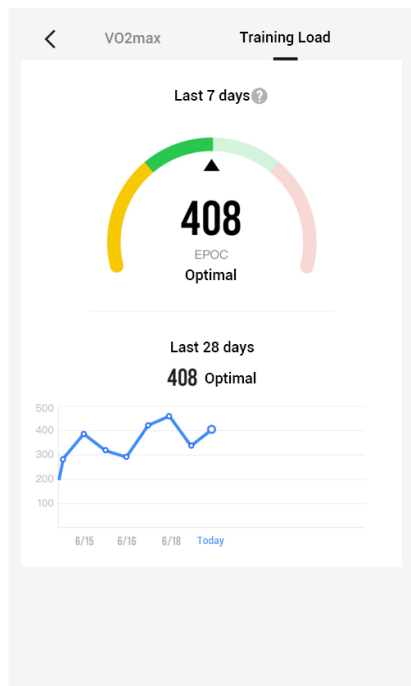 VO2max Training Load
Last 7 days ?
408
EPOC
Optimal
Last 28 days
408 Optimal
500
400
300
200
100
6/15 6/16 6/18 Today